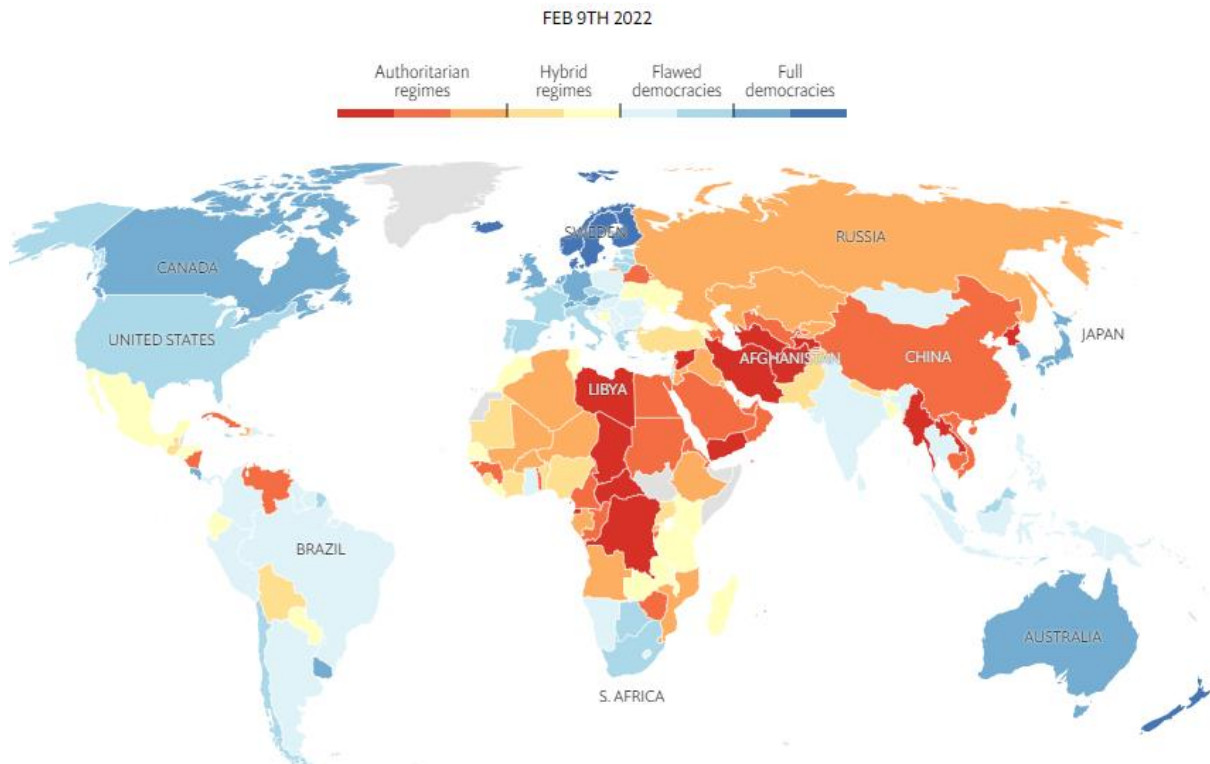 FEB 9TH 2022
Authoritarian regimes
Hybrid regimes
Flawed democracies
Full democracies
SWEDEN
RUSSIA
CANADA
UNITED STATES
JAPAN
AFGHANISTAN
CHINA
LIBYA
BRAZIL
AUSTRALIA
S. AFRICA